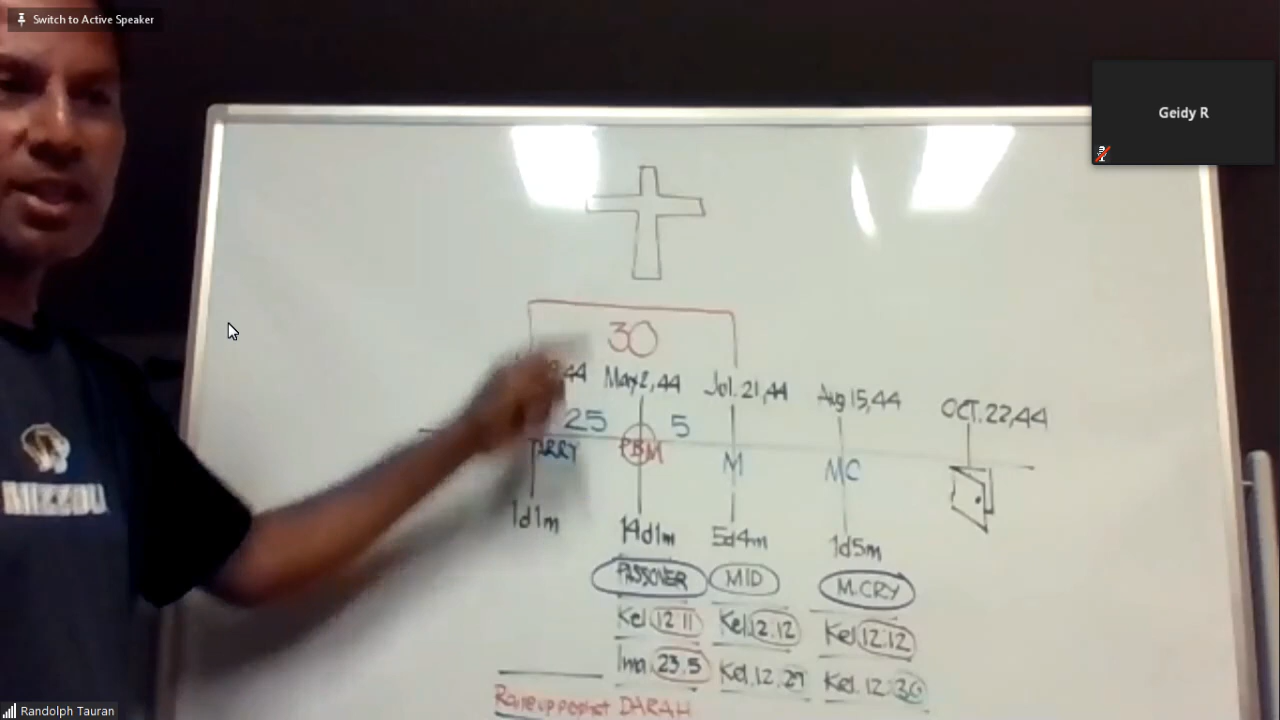 Switch to Active Speaker
Geidy R
30
May 2, 44
Jul. 21, 44
Aug 15, 44
OCT. 22, 44
25
5
M
MC
1d1m
14d1m
5d4m
1d5m
PASSOVER
MID
M.CRY
Kel 12:11
Kel 12.12
Kel 12:12
Ima 23.5
Kel. 12.29
Kel. 12:30
DARAH
MIZZOU
Randolph Tauran